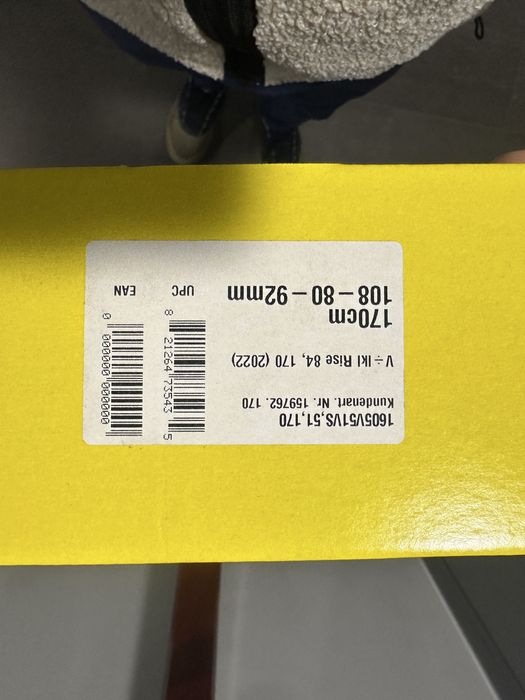 1605V51VS,51,170
Kundenart. Nr. 159762. 170
V÷lkl Rise 84, 170 (2022)
170cm
108 – 80 – 92mm
8 21264 73543 5
UPC
0 000000 000000
EAN